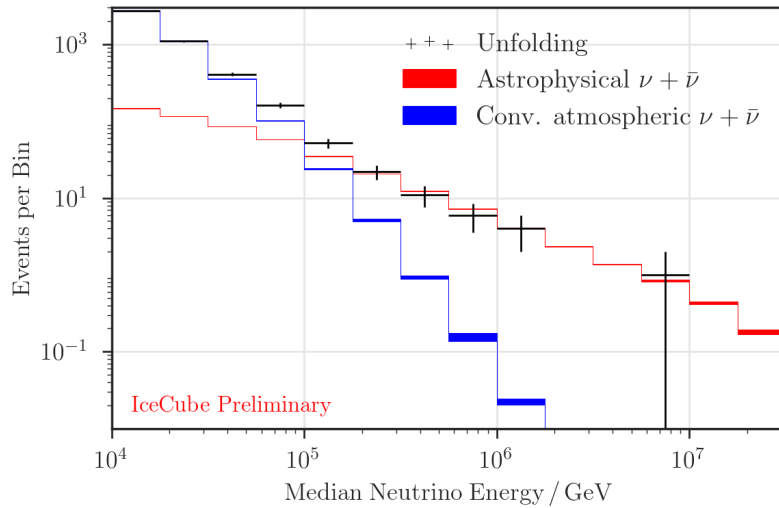 10³
10¹
10⁻¹
Events per Bin
+ + + Unfolding
Astrophysical ν + ν̄
Conv. atmospheric ν + ν̄
IceCube Preliminary
10⁴ 10⁵ 10⁶ 10⁷
Median Neutrino Energy / GeV